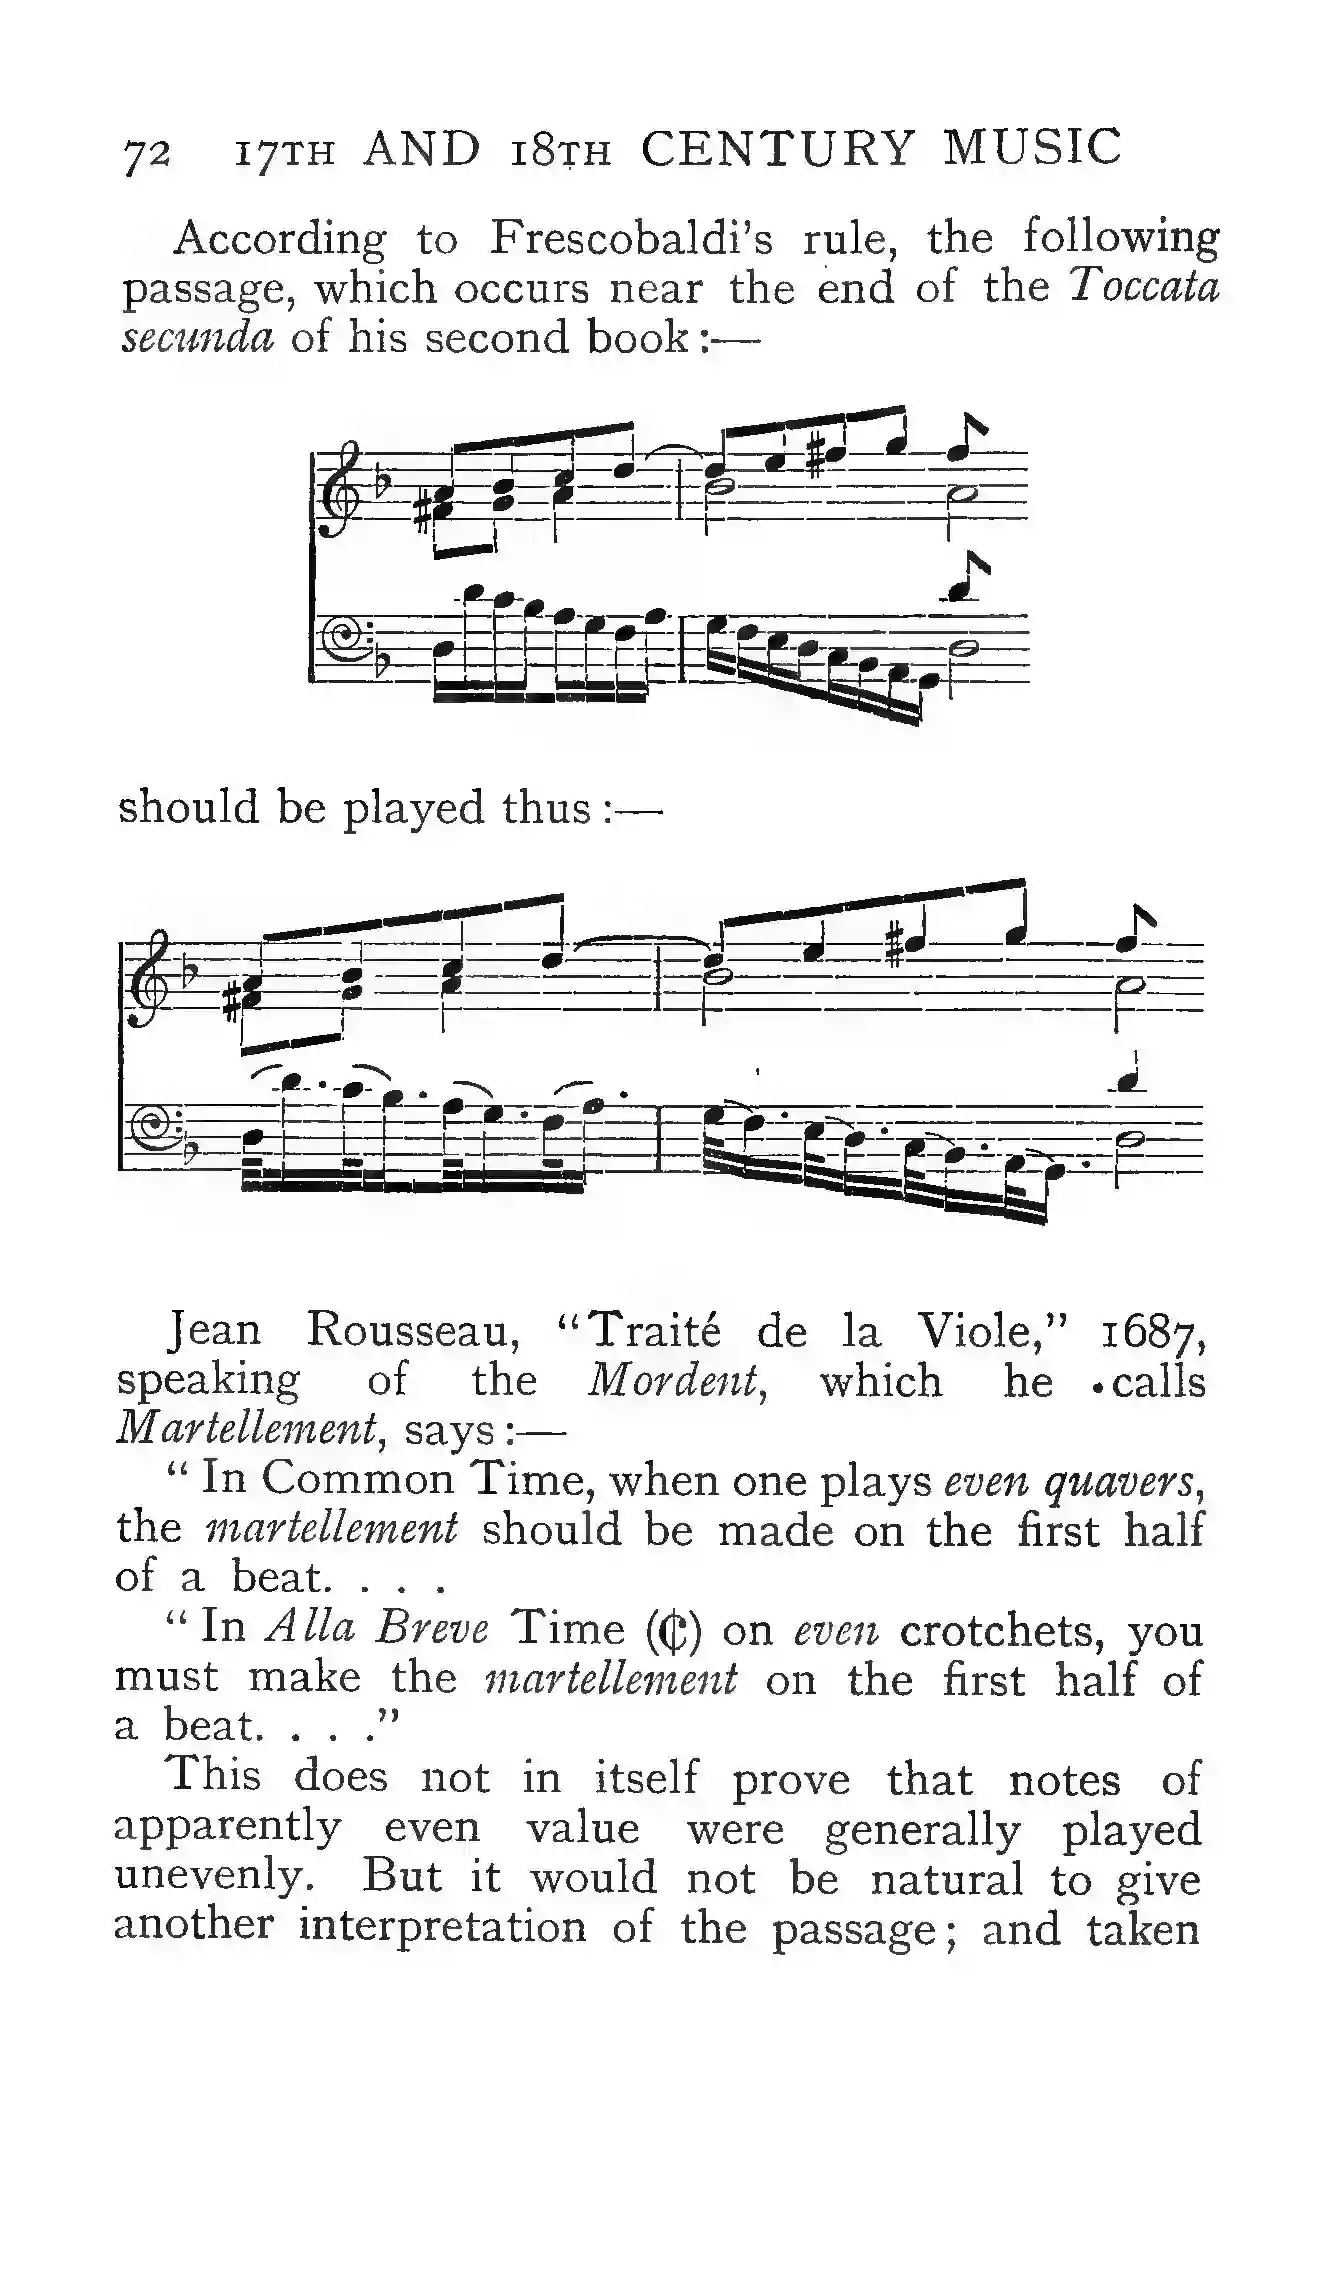 72 17TH AND 18TH CENTURY MUSIC
According to Frescobaldi's rule, the following
passage, which occurs near the end of the Toccata
secunda of his second book :—
should be played thus :—
Jean Rousseau, “Traité de la Viole,” 1687,
speaking of the Mordent, which he calls
Martellement, says :—
“ In Common Time, when one plays even quavers,
the martellement should be made on the first half
of a beat. . . .
“ In Alla Breve Time (₵) on even crotchets, you
must make the martellement on the first half of
a beat. . . .”
This does not in itself prove that notes of
apparently even value were generally played
unevenly. But it would not be natural to give
another interpretation of the passage; and taken